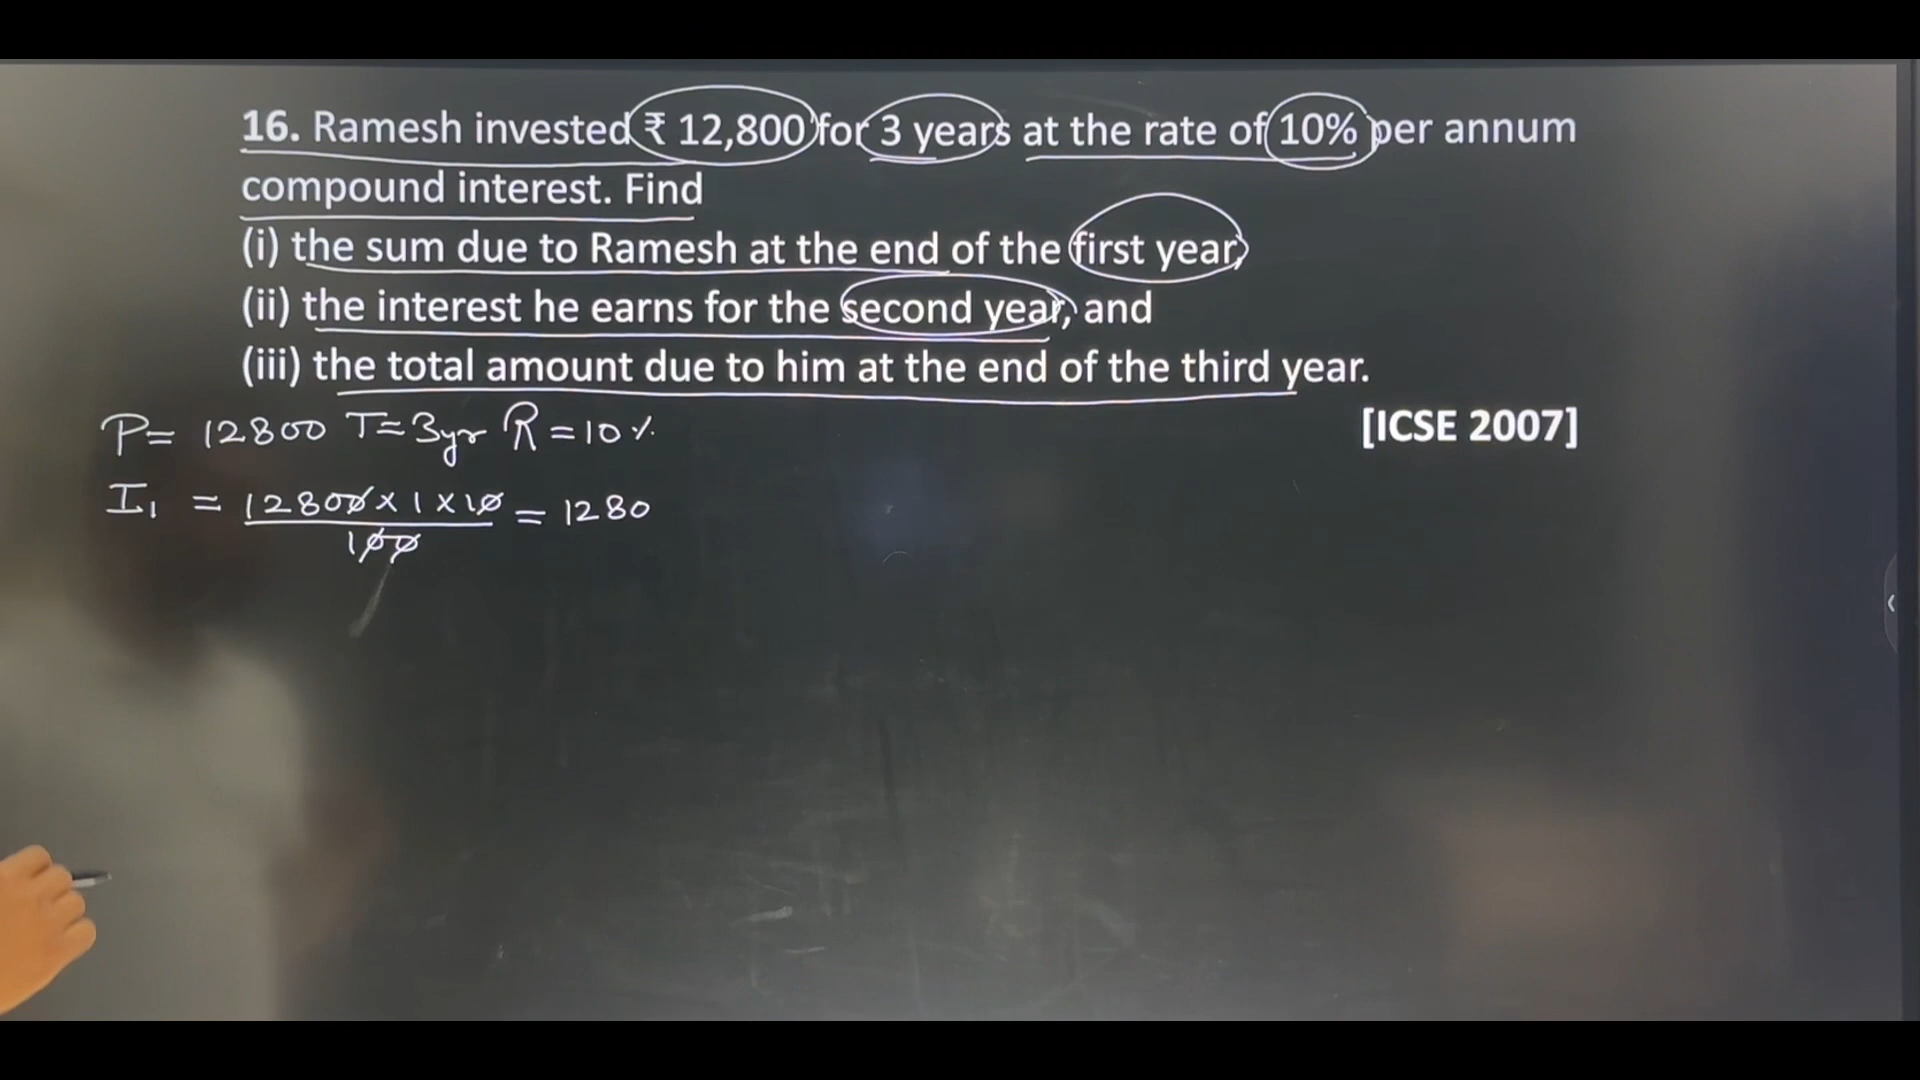 16. Ramesh invested ₹ 12,800 for 3 years at the rate of 10% per annum
compound interest. Find
(i) the sum due to Ramesh at the end of the first year,
(ii) the interest he earns for the second year, and
(iii) the total amount due to him at the end of the third year.
[ICSE 2007]
P= 12800 T=3yr R=10%
I₁ = 12800 x 1 x 10 = 1280
100